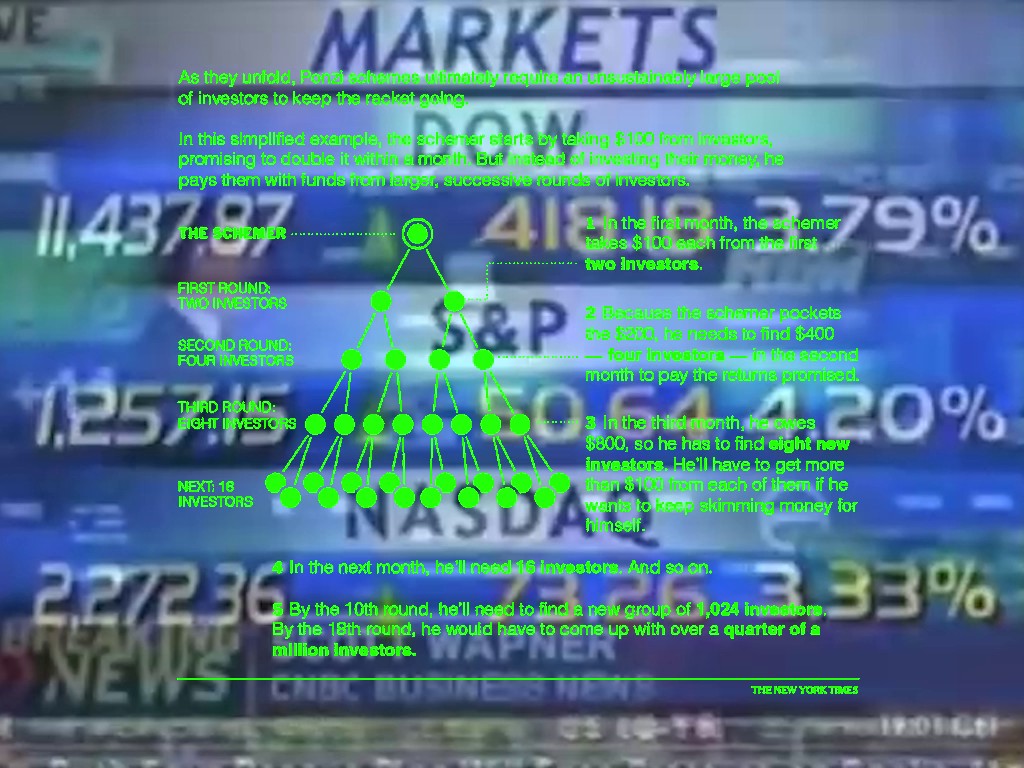 VE
MARKETS
As they unfold, Ponzi schemes ultimately require an unsustainably large pool
of investors to keep the racket going.
DOW
In this simplified example, the schemer starts by taking $100 from investors,
promising to double it within a month. But instead of investing their money, he
pays them with funds from larger, successive rounds of investors.
11,437.87 418.18 3.79%
THE SCHEMER
1 In the first month, the schemer
takes $100 each from the first
two investors.
FIRST ROUND:
TWO INVESTORS
S&P
2 Because the schemer pockets
the $200, he needs to find $400
— four investors — in the second
month to pay the returns promised.
SECOND ROUND:
FOUR INVESTORS
1,257.15 50.64 4.20%
THIRD ROUND:
EIGHT INVESTORS
3 In the third month, he owes
$800, so he has to find eight new
investors. He'll have to get more
than $100 from each of them if he
wants to keep skimming money for
himself.
NEXT: 16
INVESTORS
NASDAQ
4 In the next month, he'll need 16 investors. And so on.
2,272.36 73.26 3.33%
5 By the 10th round, he'll need to find a new group of 1,024 investors.
By the 18th round, he would have to come up with over a quarter of a
million investors.
BREAKING
NEWS
WAPNER
CNBC BUSINESS NEWS
THE NEW YORK TIMES